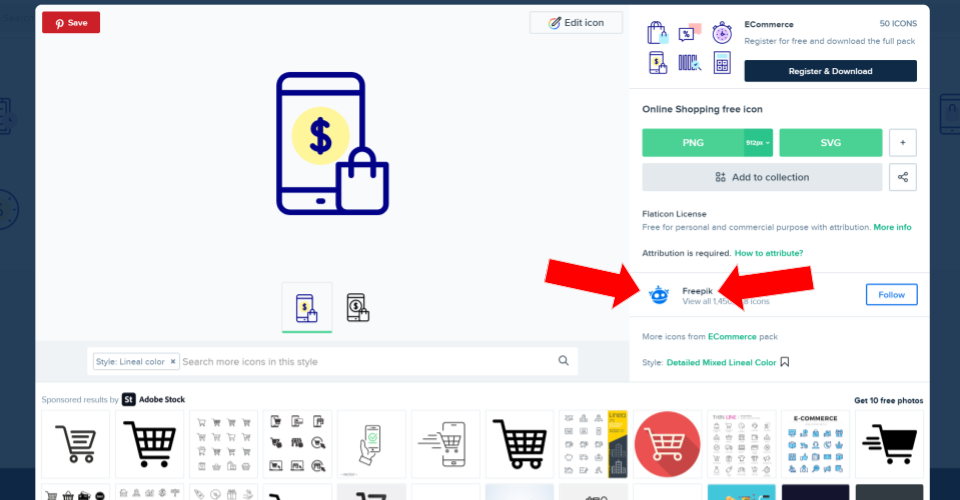 Save
Edit icon
ECommerce
50 ICONS
Register for free and download the full pack
Register & Download
Online Shopping free icon
PNG
512px
SVG
+
Add to collection
Flaticon License
Free for personal and commercial purpose with attribution. More info
Attribution is required. How to attribute?
Freepik
View all icons
Follow
More icons from ECommerce pack
Style: Detailed Mixed Lineal Color
Style: Lineal color ×
Search more icons in this style
Sponsored results by St Adobe Stock
Get 10 free photos
THIN LINE
E-COMMERCE